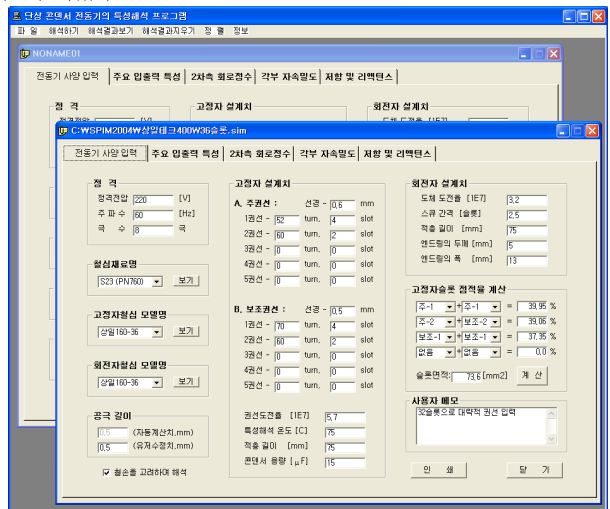 단상 콘덴서 전동기의 특성해석 프로그램
파 일 해석하기 해석결과보기 해석결과지우기 정 렬 정보
NONAME01
전동기 사양 입력 주요 입출력 특성 2차측 회로정수 각부 자속밀도 저항 및 리액턴스
정 격 고정자 설계치 회전자 설계치
C:\SPIM2004\상일테크400W36슬롯.sim
전동기 사양 입력 주요 입출력 특성 2차측 회로정수 각부 자속밀도 저항 및 리액턴스
정 격
정격전압 220 [V]
주 파 수 60 [Hz]
극 수 8 극
철심재료명
S23 (PN760) 보기
고정자철심 모델명
상일160-36 보기
회전자철심 모델명
상일160-36 보기
공극 길이
0,5 (자동계산치,mm)
0,5 (유저수정치,mm)
철손를 고려하여 해석
고정자 설계치
A, 주권선 : 선경 - 0,6 mm
1권선 - 52 turn, 4 slot
2권선 - 60 turn, 2 slot
3권선 - 0 turn, 0 slot
4권선 - 0 turn, 0 slot
5권선 - 0 turn, 0 slot
B, 보조권선 : 선경 - 0,5 mm
1권선 - 70 turn, 4 slot
2권선 - 60 turn, 2 slot
3권선 - 0 turn, 0 slot
4권선 - 0 turn, 0 slot
5권선 - 0 turn, 0 slot
권선도전율 [1E7] 5,7
특성해석 온도 [C] 75
적층 길이 [mm] 75
콘덴서 용량 [μF] 15
회전자 설계치
도체 도전율 [1E7] 3,2
스큐 간격 [슬롯] 2,5
적층 길이 [mm] 75
엔드링의 두께 [mm] 5
엔드링의 폭 [mm] 13
고정자슬롯 점적율 계산
주-1 + 주-1 = 39,95 %
주-2 + 보조-2 = 39,06 %
보조-1 + 보조-1 = 37,35 %
없음 + 없음 = 0,0 %
슬롯면적: 73,6 [mm2] 계 산
사용자 메모
32슬롯으로 대략적 권선 입력
인 쇄 닫 기